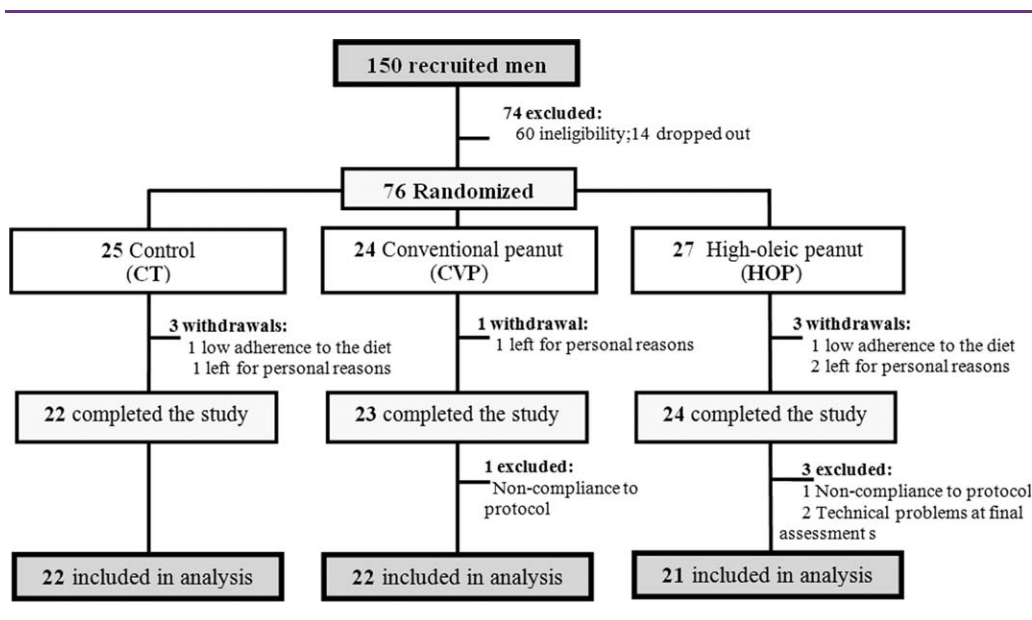 150 recruited men
74 excluded:
60 ineligibility;14 dropped out
76 Randomized
25 Control
(CT)
24 Conventional peanut
(CVP)
27 High-oleic peanut
(HOP)
3 withdrawals:
1 low adherence to the diet
1 left for personal reasons
1 withdrawal:
1 left for personal reasons
3 withdrawals:
1 low adherence to the diet
2 left for personal reasons
22 completed the study
23 completed the study
24 completed the study
1 excluded:
Non-compliance to
protocol
3 excluded:
1 Non-compliance to protocol
2 Technical problems at final
assessment s
22 included in analysis
22 included in analysis
21 included in analysis